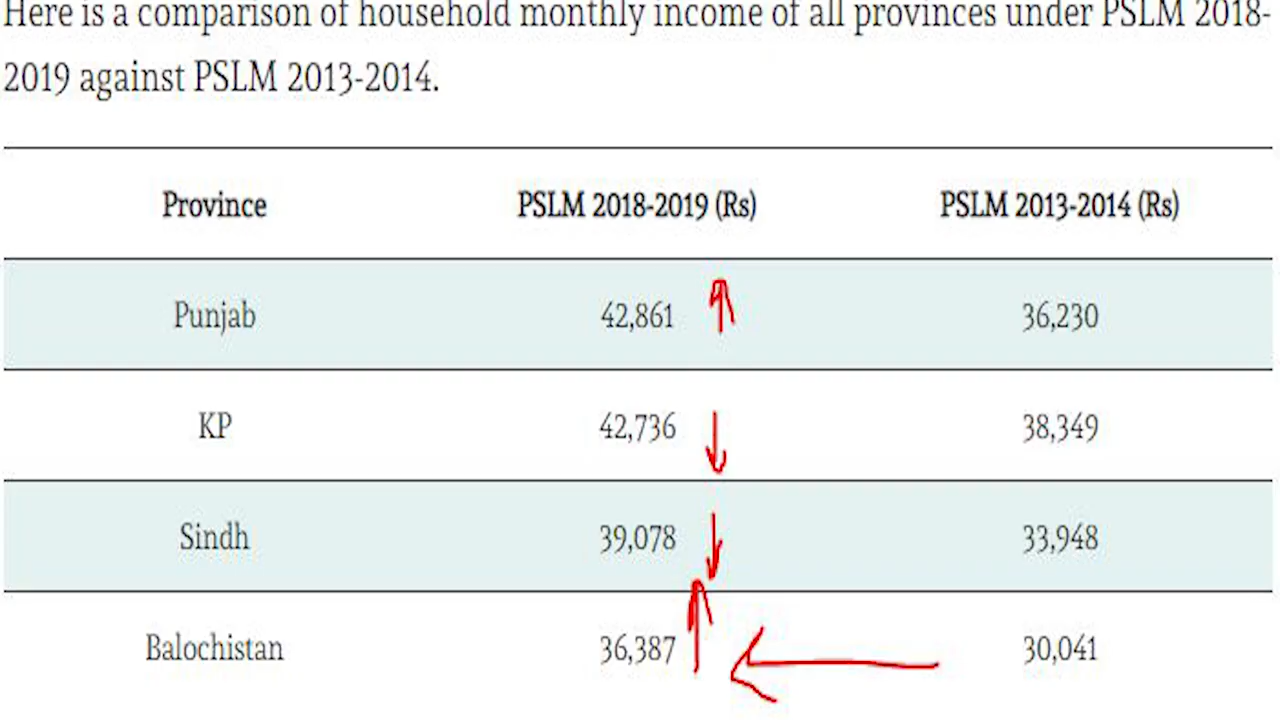 Here is a comparison of household monthly income of all provinces under PSLM 2018-
2019 against PSLM 2013-2014.
Province PSLM 2018-2019 (Rs) PSLM 2013-2014 (Rs)
Punjab 42,861 36,230
KP 42,736 38,349
Sindh 39,078 33,948
Balochistan 36,387 30,041